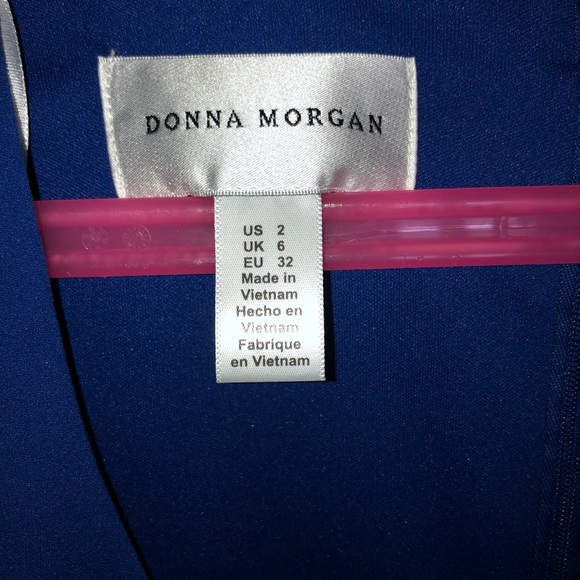 DONNA MORGAN
US 2
UK 6
EU 32
Made in
Vietnam
Hecho en
Vietnam
Fabrique
en Vietnam